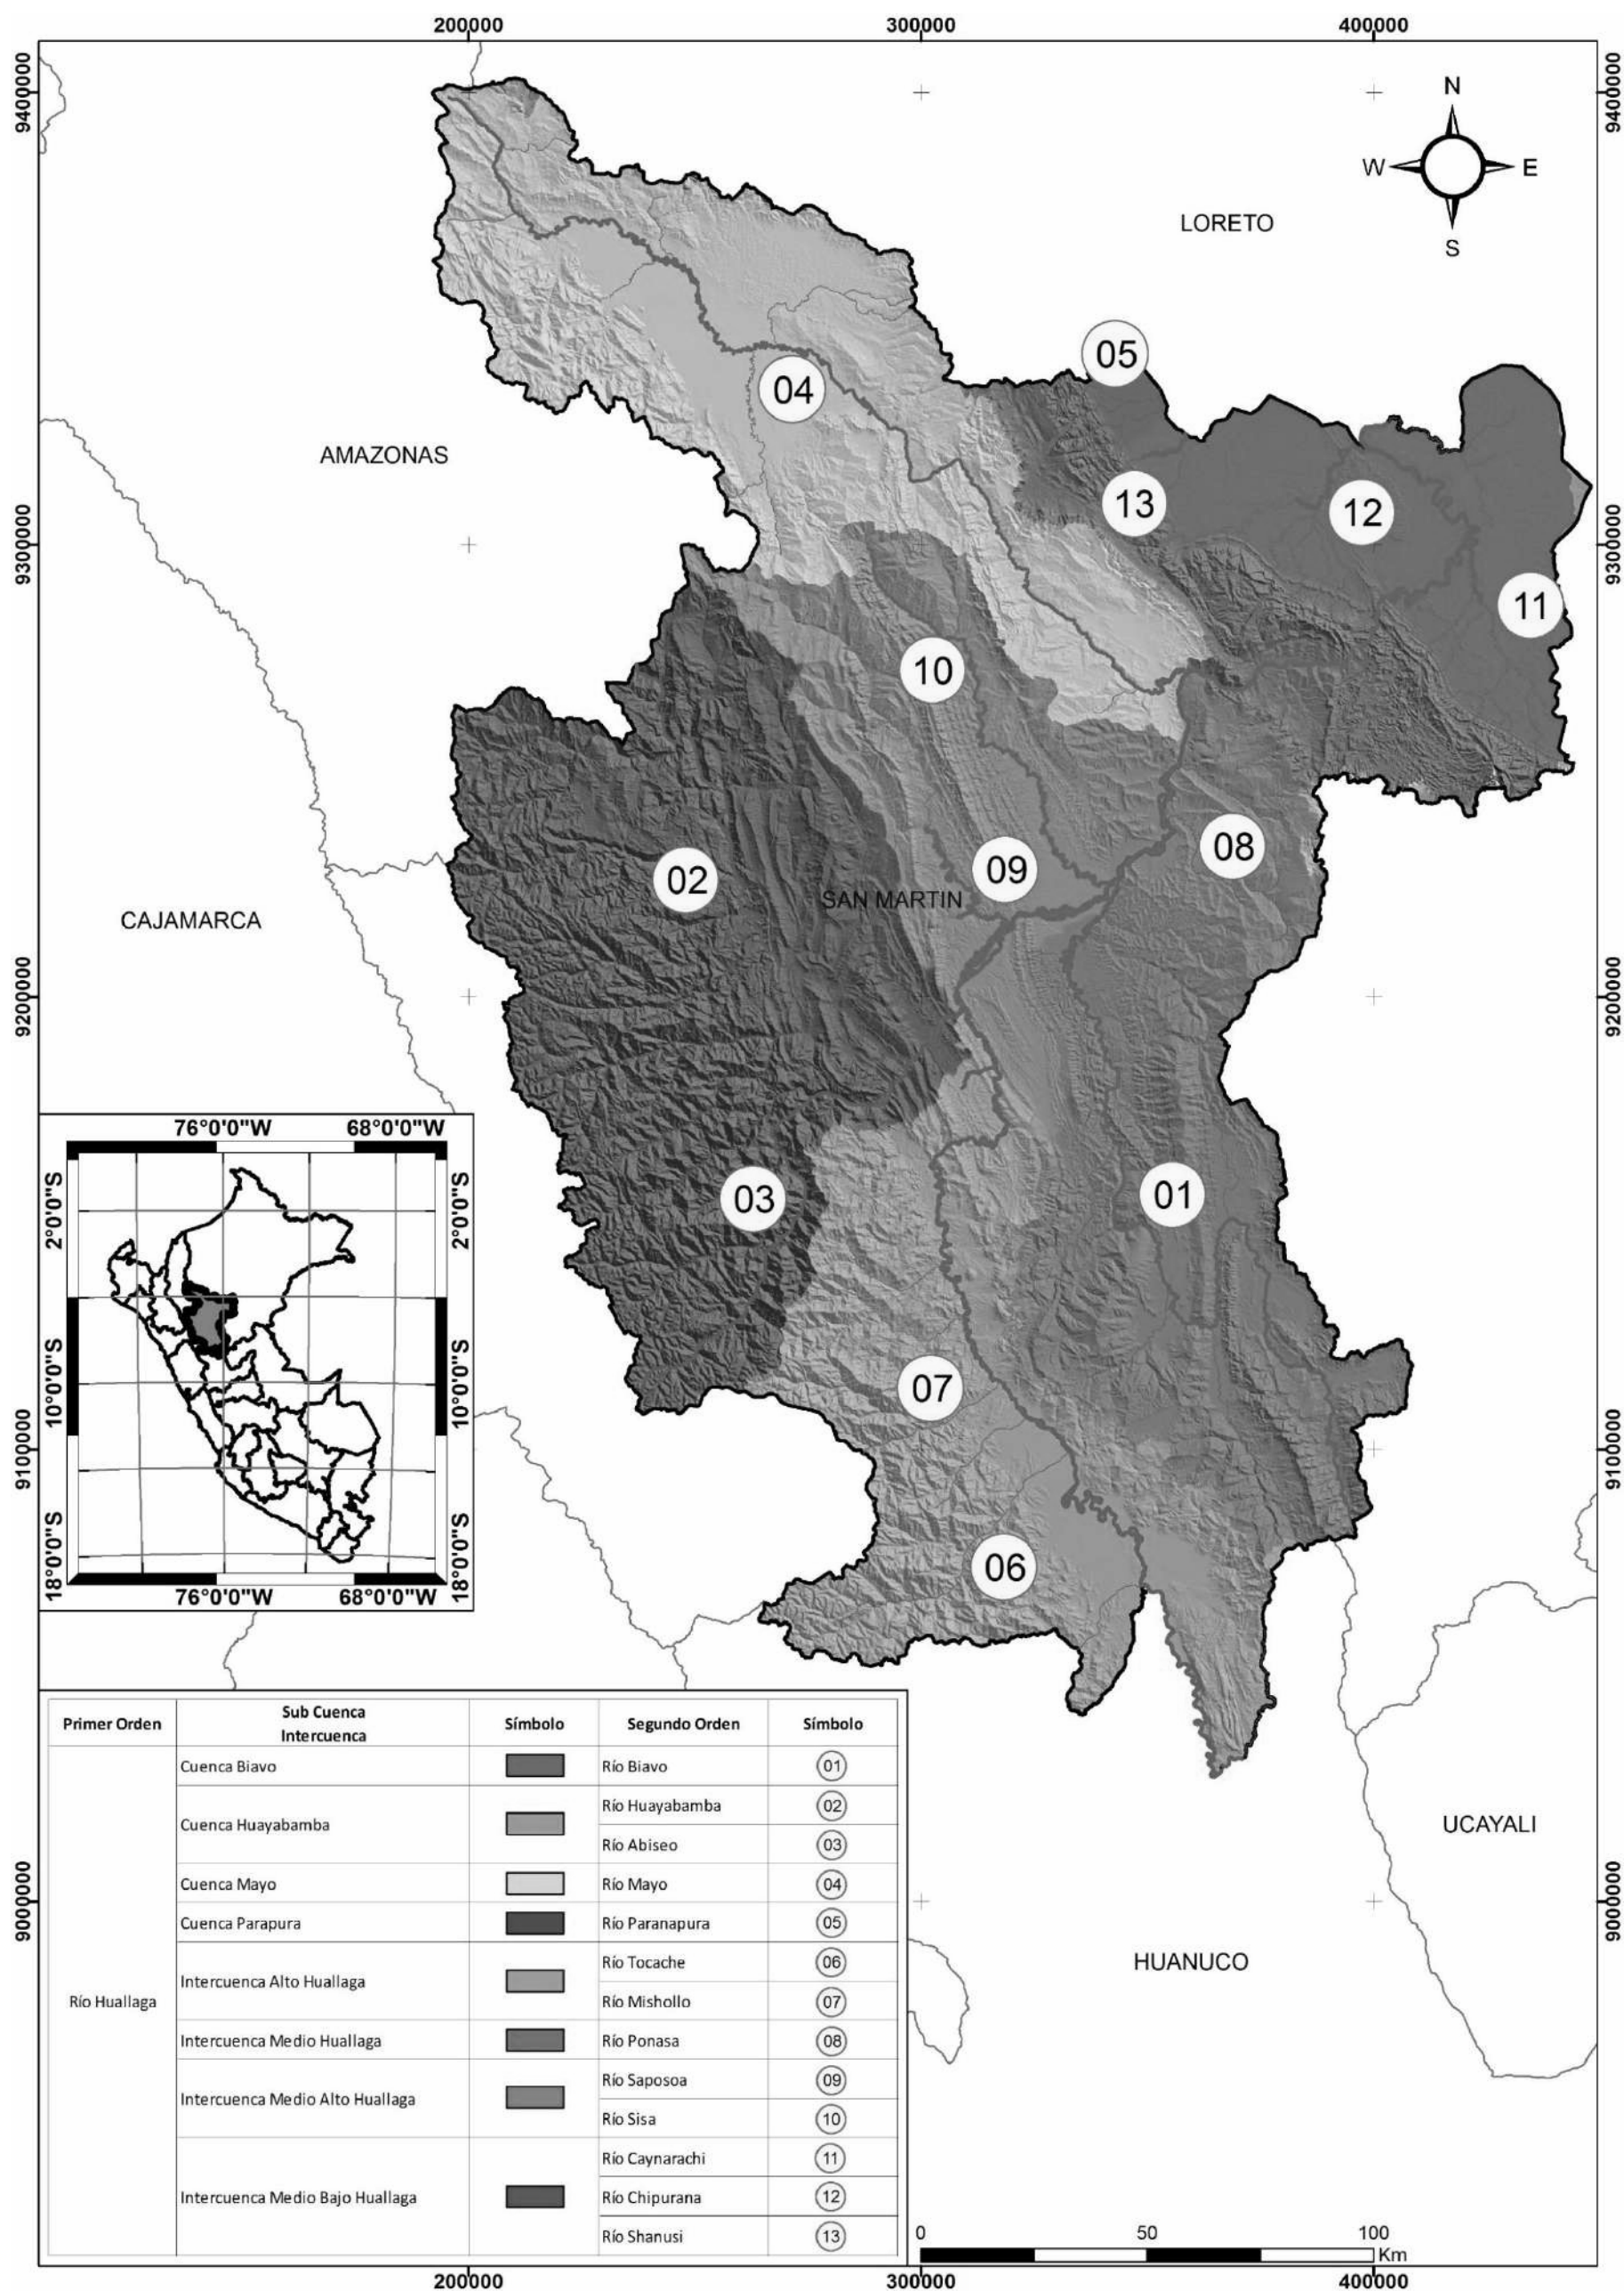 200000 300000 400000
9400000 9400000
N
W E
S
LORETO
05
04
AMAZONAS
13 12
9300000 9300000
11
10
08
09
02
SAN MARTIN
CAJAMARCA
9200000 9200000
03
01
76°0'0"W 68°0'0"W
2°0'0"S 2°0'0"S
10°0'0"S 10°0'0"S
18°0'0"S 18°0'0"S
76°0'0"W 68°0'0"W
07
9100000 9100000
06
UCAYALI
9000000 9000000
HUANUCO
Primer Orden Sub Cuenca Intercuenca Símbolo Segundo Orden Símbolo
Río Huallaga
Cuenca Biavo Río Biavo 01
Cuenca Huayabamba Río Huayabamba 02
Río Abiseo 03
Cuenca Mayo Río Mayo 04
Cuenca Parapura Río Paranapura 05
Intercuenca Alto Huallaga Río Tocache 06
Río Mishollo 07
Intercuenca Medio Huallaga Río Ponasa 08
Intercuenca Medio Alto Huallaga Río Saposoa 09
Río Sisa 10
Intercuenca Medio Bajo Huallaga Río Caynarachi 11
Río Chipurana 12
Río Shanusi 13
0 50 100
Km
200000 300000 400000